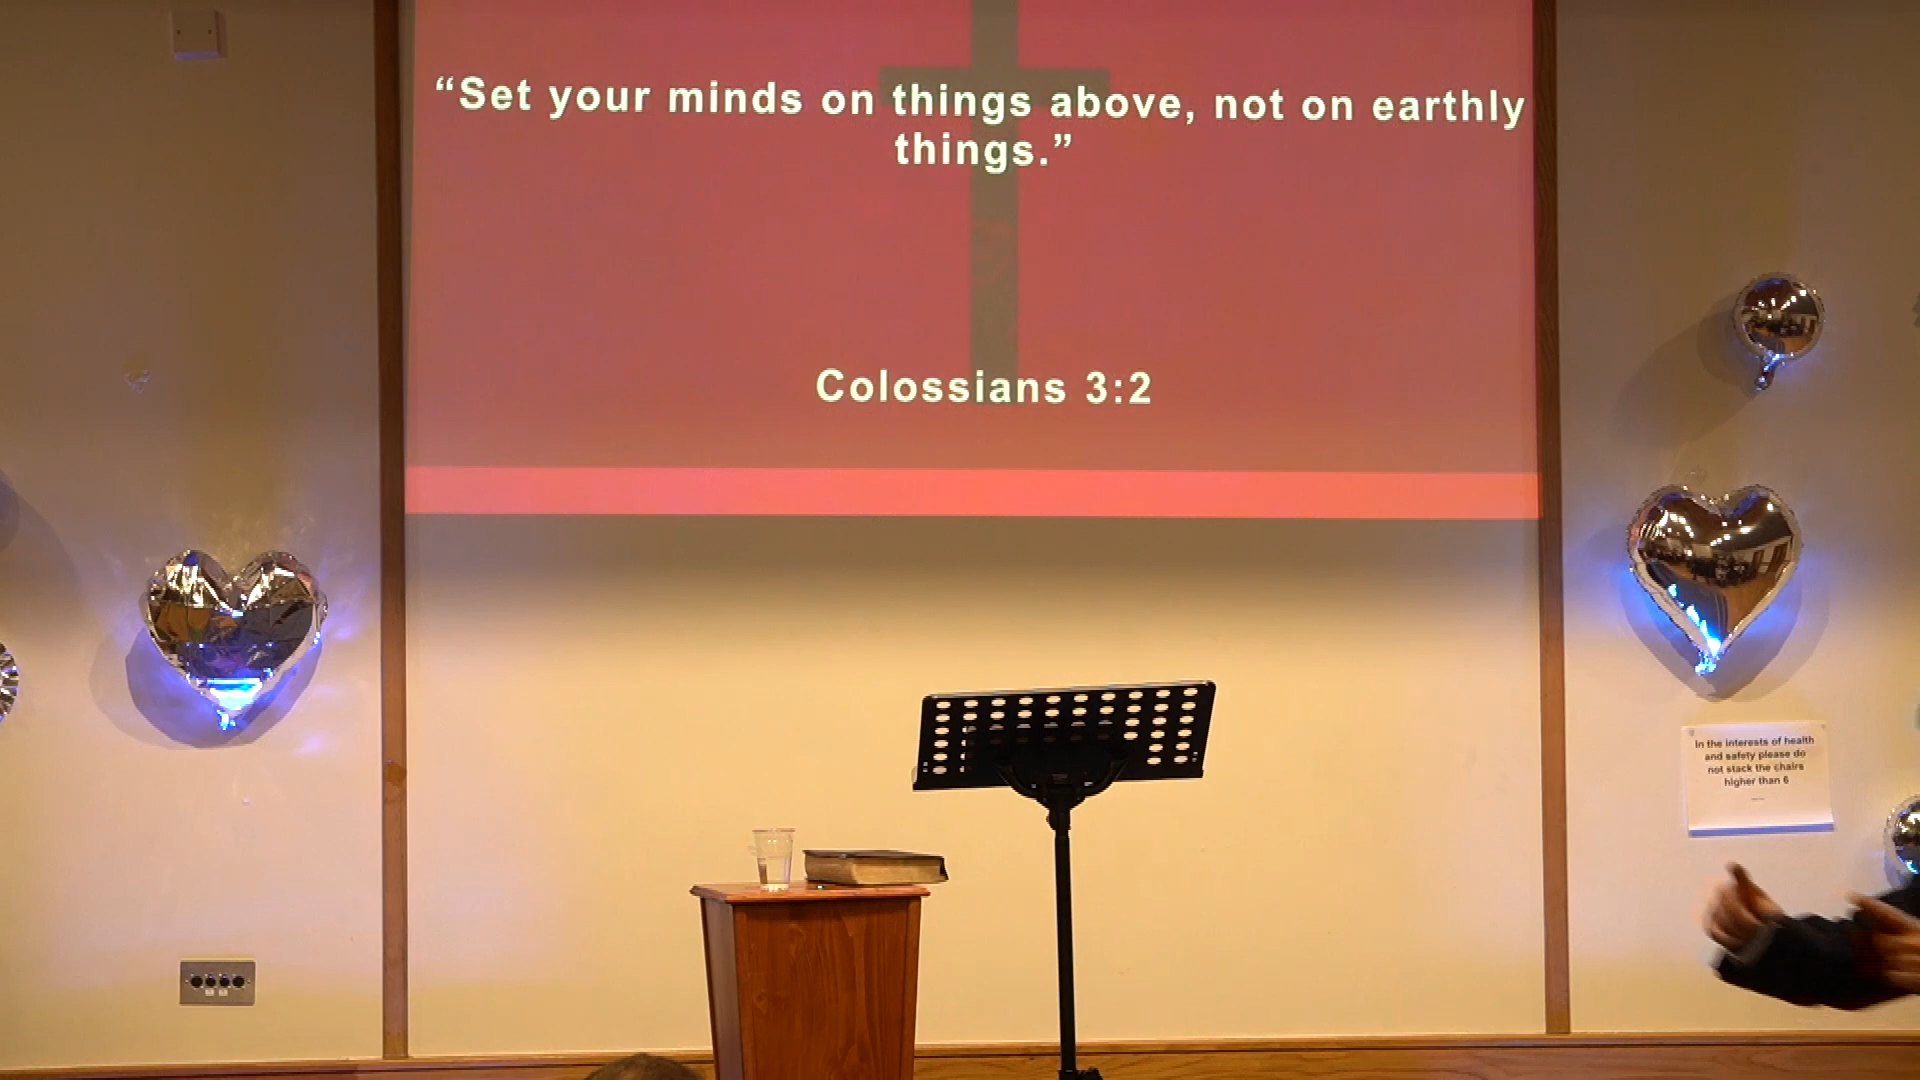 “Set your minds on things above, not on earthly
things.”
Colossians 3:2
In the interests of health
and safety please do
not stack the chairs
higher than 6